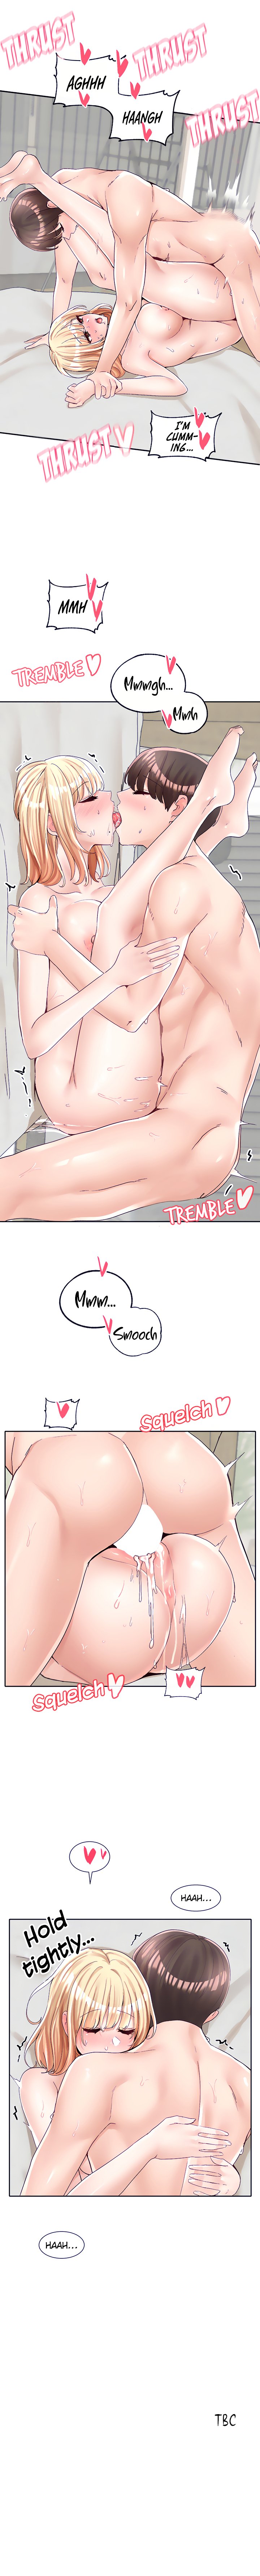 THRUST
THRUST
AGHHH
HAANGH
THRUST
I'M
CUMM-
ING...
THRUST
MMH
TREMBLE
Mmmgh...
Mmh
TREMBLE
Mmm...
Smooch
Squelch
Squelch
HAAH...
Hold
tightly...
HAAH...
TBC